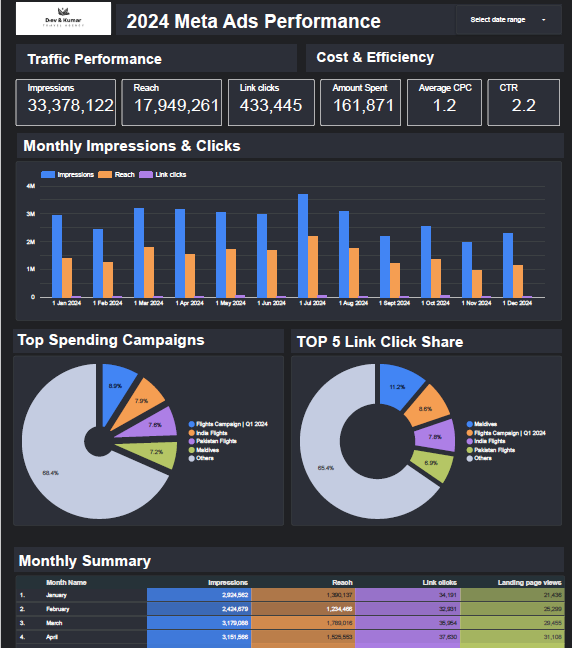 Diev & Kumar
TRAVEL AGENCY
2024 Meta Ads Performance
Select date range
Traffic Performance
Cost & Efficiency
Impressions
33,378,122
Reach
17,949,261
Link clicks
433,445
Amount Spent
161,871
Average CPC
1.2
CTR
2.2
Monthly Impressions & Clicks
Impressions Reach Link clicks
4M
3M
2M
1M
0
1 Jan 2024 1 Feb 2024 1 Mar 2024 1 Apr 2024 1 May 2024 1 Jun 2024 1 Jul 2024 1 Aug 2024 1 Sept 2024 1 Oct 2024 1 Nov 2024 1 Dec 2024
Top Spending Campaigns
8.9%
7.9%
7.6%
7.2%
68.4%
Flights Campaign | Q1 2024
India Flights
Pakistan Flights
Maldives
Others
TOP 5 Link Click Share
11.2%
8.6%
7.8%
6.9%
65.4%
Maldives
Flights Campaign | Q1 2024
India Flights
Pakistan Flights
Others
Monthly Summary
Month Name Impressions Reach Link clicks Landing page views
1. January 2,924,562 1,390,137 34,191 21,436
2. February 2,424,679 1,234,466 32,931 25,299
3. March 3,179,088 1,789,016 35,954 29,455
4. April 3,151,566 1,525,553 37,630 31,108